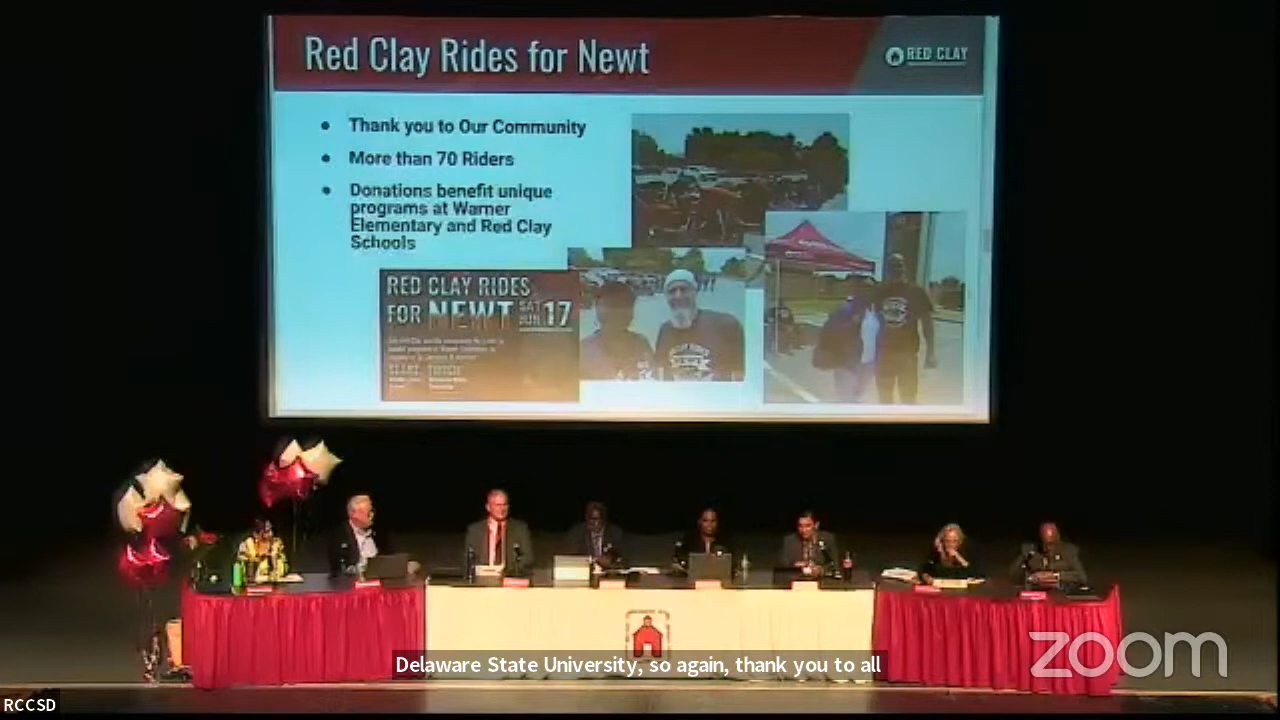 Red Clay Rides for Newt
RED CLAY
Thank you to Our Community
More than 70 Riders
Donations benefit unique
programs at Warner
Elementary and Red Clay
Schools
RED CLAY RIDES
FOR NEWT SAT JUN 17
Delaware State University, so again, thank you to all
zoom
RCCSD